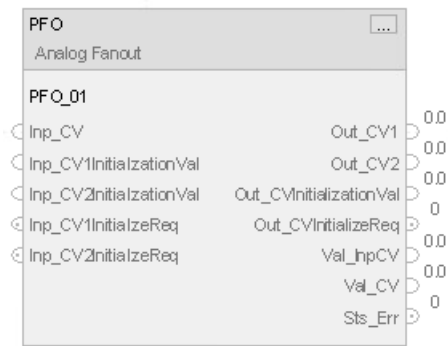 PFO
...
Analog Fanout
PFO_01
Inp_CV
Out_CV1 0.0
Inp_CV1InitializationVal
Out_CV2 0.0
Inp_CV2InitializationVal
Out_CVInitializationVal 0.0
Inp_CV1InitializeReq
Out_CVInitializeReq 0
Inp_CV2InitializeReq
Val_InpCV 0.0
Val_CV 0.0
Sts_Err 0